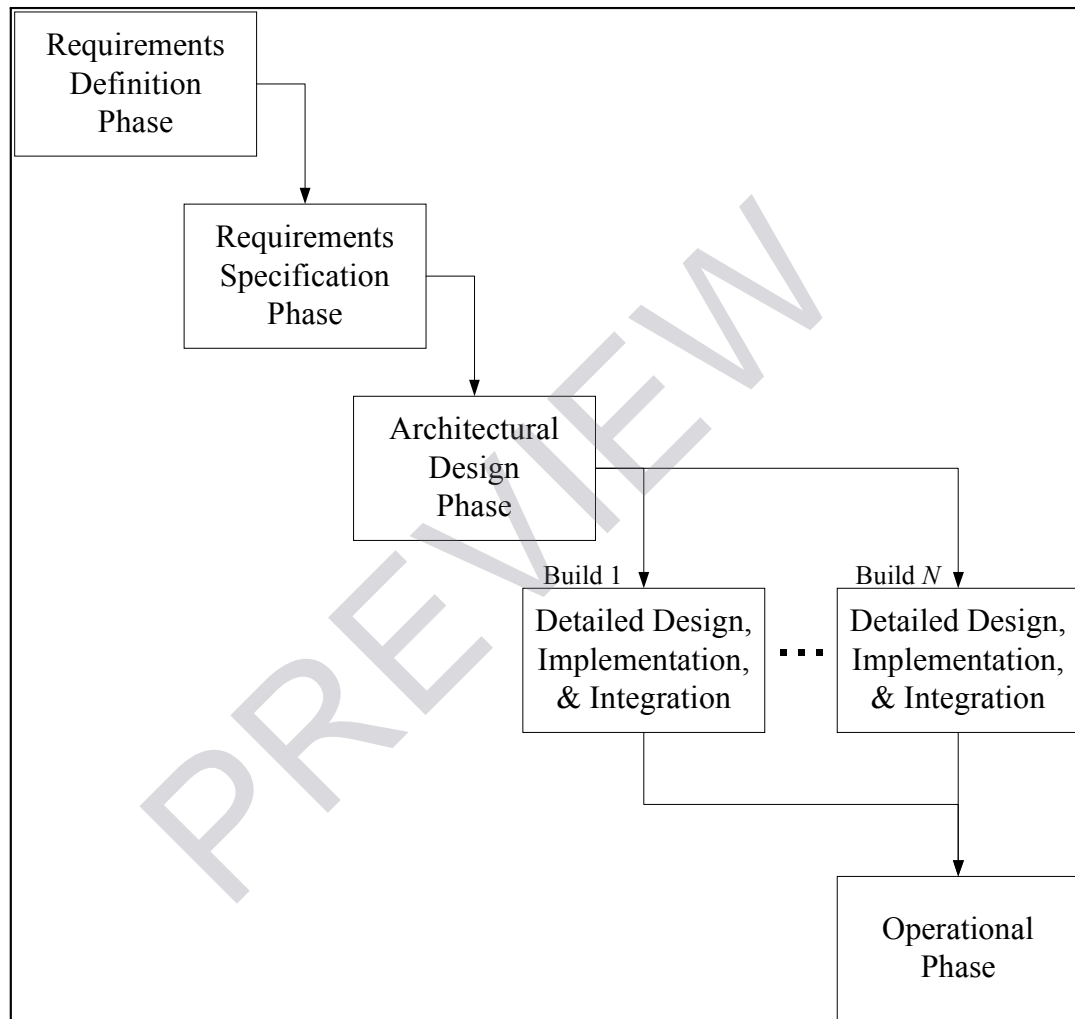 Requirements
Definition
Phase
Requirements
Specification
Phase
Architectural
Design
Phase
Build 1
Detailed Design,
Implementation,
& Integration
Build N
Detailed Design,
Implementation,
& Integration
Operational
Phase
PREVIEW